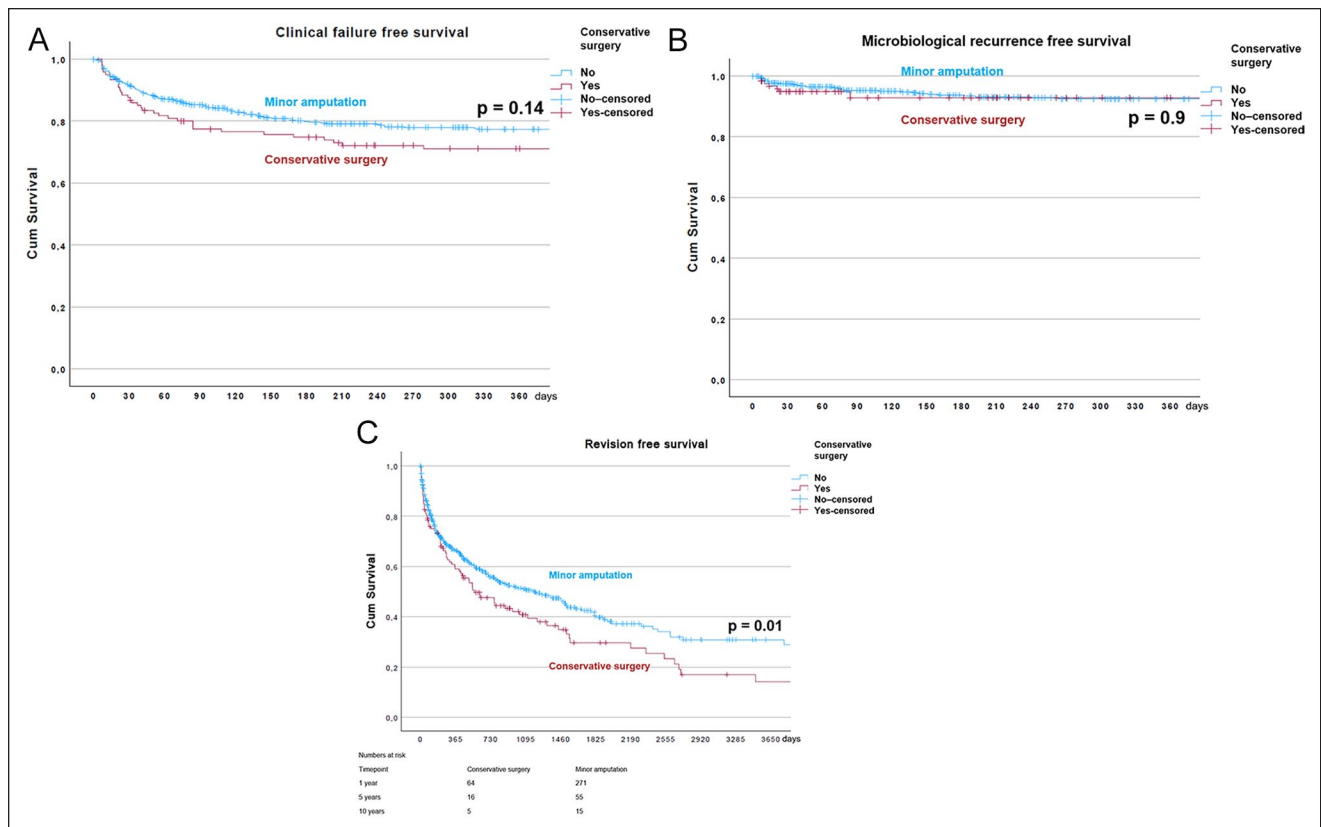 A
Clinical failure free survival
Conservative
surgery
No
Yes
No–censored
Yes-censored
Minor amputation
p = 0.14
Conservative surgery
Cum Survival
1,0
0,8
0,6
0,4
0,2
0,0
0 30 60 90 120 150 180 210 240 270 300 330 360 days
B
Microbiological recurrence free survival
Conservative
surgery
No
Yes
No–censored
Yes-censored
Minor amputation
Conservative surgery
p = 0.9
Cum Survival
1,0
0,8
0,6
0,4
0,2
0,0
0 30 60 90 120 150 180 210 240 270 300 330 360 days
C
Revision free survival
Conservative
surgery
No
Yes
No–censored
Yes-censored
Minor amputation
p = 0.01
Conservative surgery
Cum Survival
1,0
0,8
0,6
0,4
0,2
0,0
0 365 730 1095 1460 1825 2190 2555 2920 3285 3650 days
Numbers at risk
Timepoint Conservative surgery Minor amputation
1 year 64 271
5 years 16 55
10 years 5 15